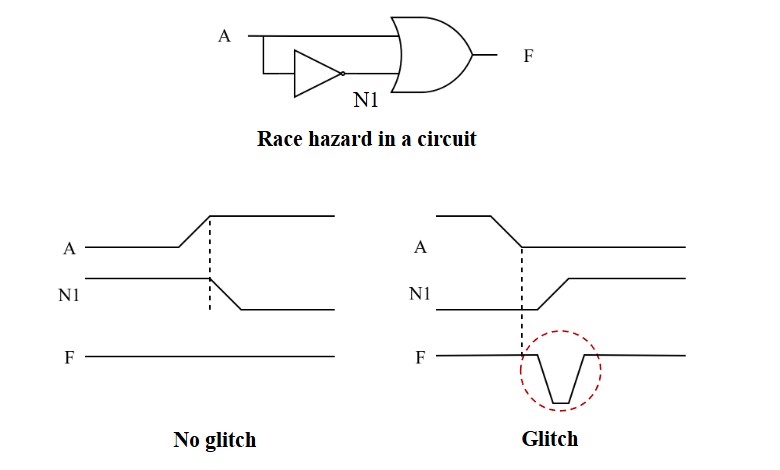 A
F
N1
Race hazard in a circuit
A
N1
F
No glitch
A
N1
F
Glitch